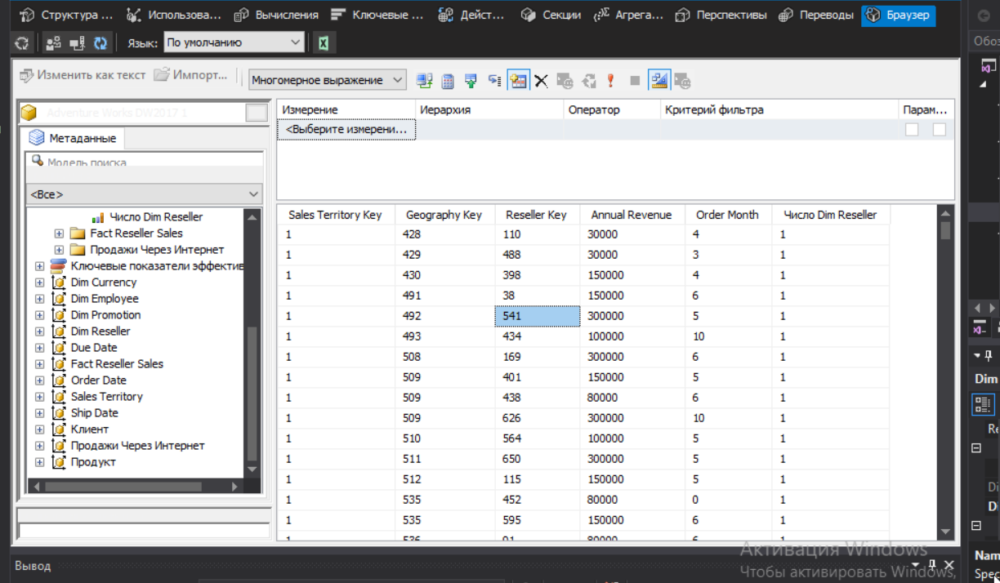 Структура ... Использова... Вычисления Ключевые ... Дейст... Секции Агрега... Перспективы Переводы Браузер
Язык: По умолчанию
Изменить как текст Импорт... Многомерное выражение
Adventure Works DW2017 1
Метаданные
Модель поиска
<Все>
Число Dim Reseller
Fact Reseller Sales
Продажи Через Интернет
Ключевые показатели эффектив
Dim Currency
Dim Employee
Dim Promotion
Dim Reseller
Due Date
Fact Reseller Sales
Order Date
Sales Territory
Ship Date
Клиент
Продажи Через Интернет
Продукт
Измерение Иерархия Оператор Критерий фильтра Парам...
<Выберите измерени...
Sales Territory Key Geography Key Reseller Key Annual Revenue Order Month Число Dim Reseller
1 428 110 30000 4 1
1 429 488 30000 3 1
1 430 398 150000 4 1
1 491 38 150000 6 1
1 492 541 300000 5 1
1 493 434 100000 10 1
1 508 169 300000 6 1
1 509 401 150000 5 1
1 509 438 80000 6 1
1 509 626 300000 10 1
1 510 564 100000 5 1
1 511 650 300000 5 1
1 512 115 150000 5 1
1 535 452 80000 0 1
1 535 595 150000 6 1
1 536 91 80000 6 1
Вывод
Активация Windows
Чтобы активировать Windows,
Обоз
Dim
Re
Di
D
Nam
Spec